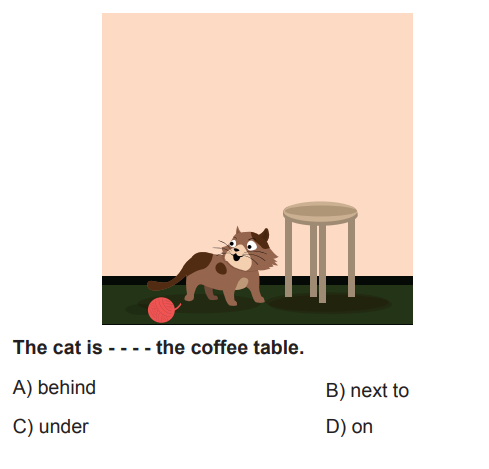 The cat is - - - - the coffee table.
A) behind
B) next to
C) under
D) on